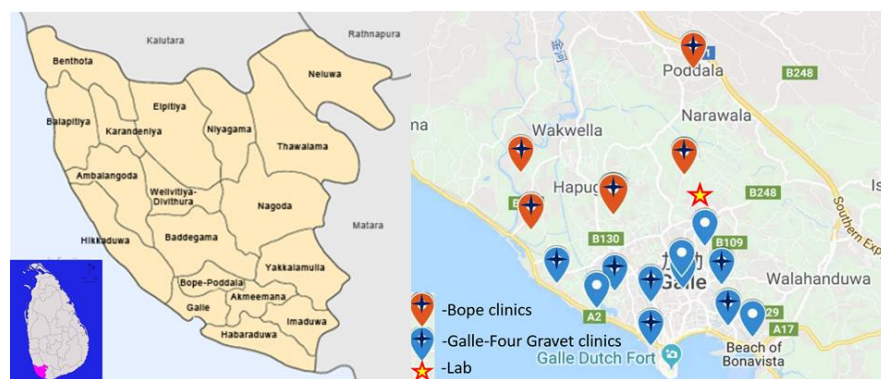 Kalutara
Rathnapura
Benthota
Neluwa
Elpitiya
Balapitiya
Karandeniya
Niyagama
Thawalama
Ambalangoda
Welivitiya-
Divithura
Nagoda
Matara
Hikkaduwa
Baddegama
Yakkalamulla
Bope-Poddala
Galle
Akmeemana
Imaduwa
Habaraduwa
Poddala
B248
Narawala
Wakwella
Hapug
B248
Southern Exp
B130
B109
Galle
Walahanduwa
A2
A17
Beach of
Bonavista
Galle Dutch Fort
-Bope clinics
-Galle-Four Gravet clinics
-Lab